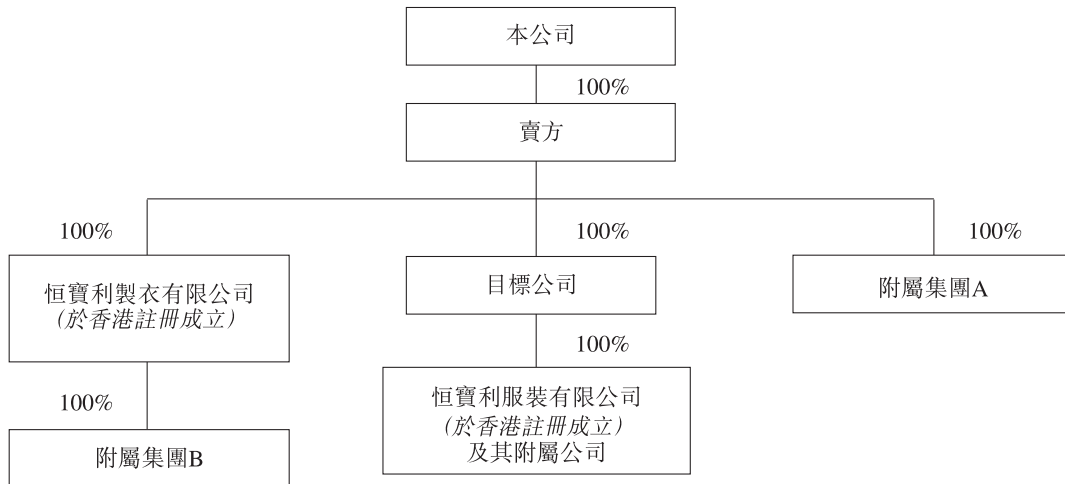 本公司
100%
賣方
100%
100%
100%
恒寶利製衣有限公司
(於香港註冊成立)
目標公司
附屬集團A
100%
100%
恒寶利服裝有限公司
(於香港註冊成立)
及其附屬公司
附屬集團B